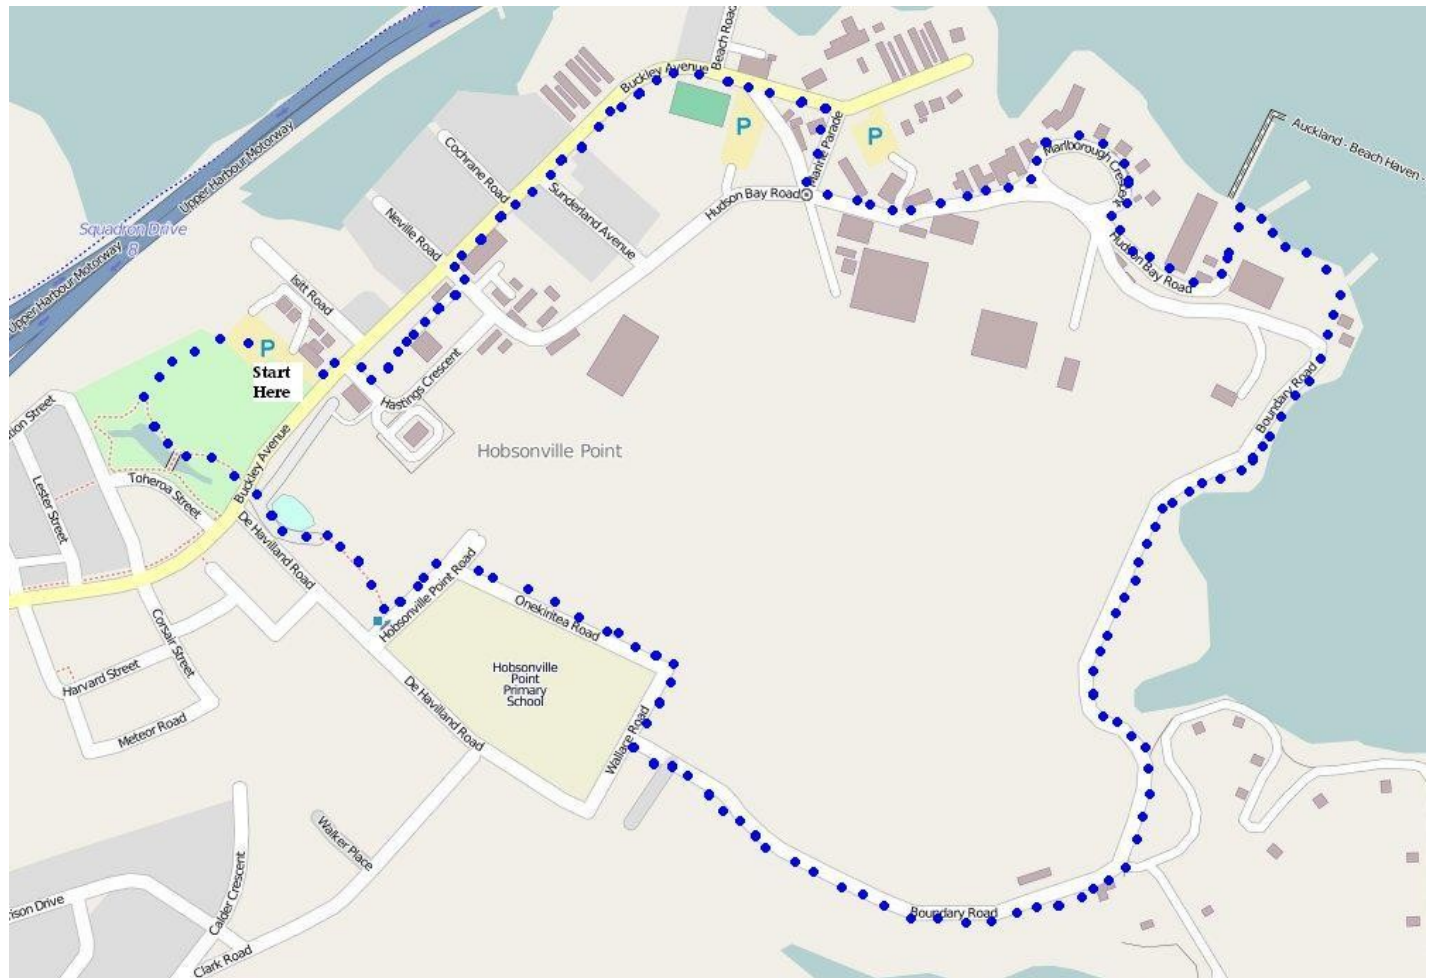 Beach Road
Buckley Avenue
Auckland - Beach Haven -
Upper Harbour Motorway
P
P
Marine Parade
Marlborough Crescent
Cochrane Road
Sunderland Avenue
Hudson Bay Road
Squadron Drive
8
Neville Road
Hudson Bay Road
Upper Harbour Motorway
Isitt Road
P
Start
Here
Hastings Crescent
Boundary Road
Hobsonville Point
Buckley Avenue
Lester Street
Toheroa Street
De Havilland Road
Hobsonville Point Road
Onekiritea Road
Corsair Street
Harvard Street
Hobsonville
Point
Primary
School
De Havilland Road
Meteor Road
Wallace Road
Walker Place
Calder Crescent
Boundary Road
Clark Road